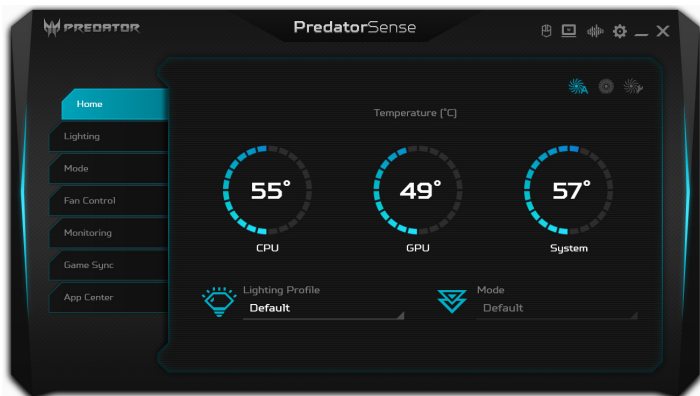 PREDATOR
PredatorSense
Home
Lighting
Mode
Fan Control
Monitoring
Game Sync
App Center
Temperature (°C)
55°
49°
57°
CPU
GPU
System
Lighting Profile
Default
Mode
Default